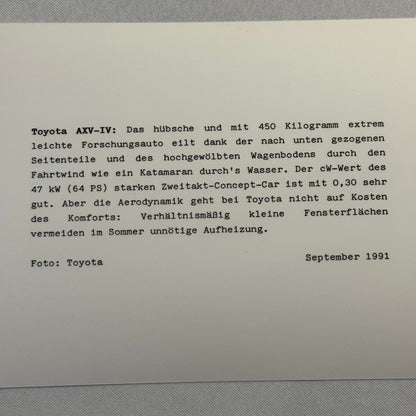 Toyota AXV-IV: Das hübsche und mit 450 Kilogramm extrem
leichte Forschungsauto eilt dank der nach unten gezogenen
Seitenteile und des hochgewölbten Wagenbodens durch den
Fahrtwind wie ein Katamaran durch's Wasser. Der cW-Wert des
47 kW (64 PS) starken Zweitakt-Concept-Car ist mit 0,30 sehr
gut. Aber die Aerodynamik geht bei Toyota nicht auf Kosten
des Komforts: Verhältnismäßig kleine Fensterflächen
vermeiden im Sommer unnötige Aufheizung.
Foto: Toyota September 1991